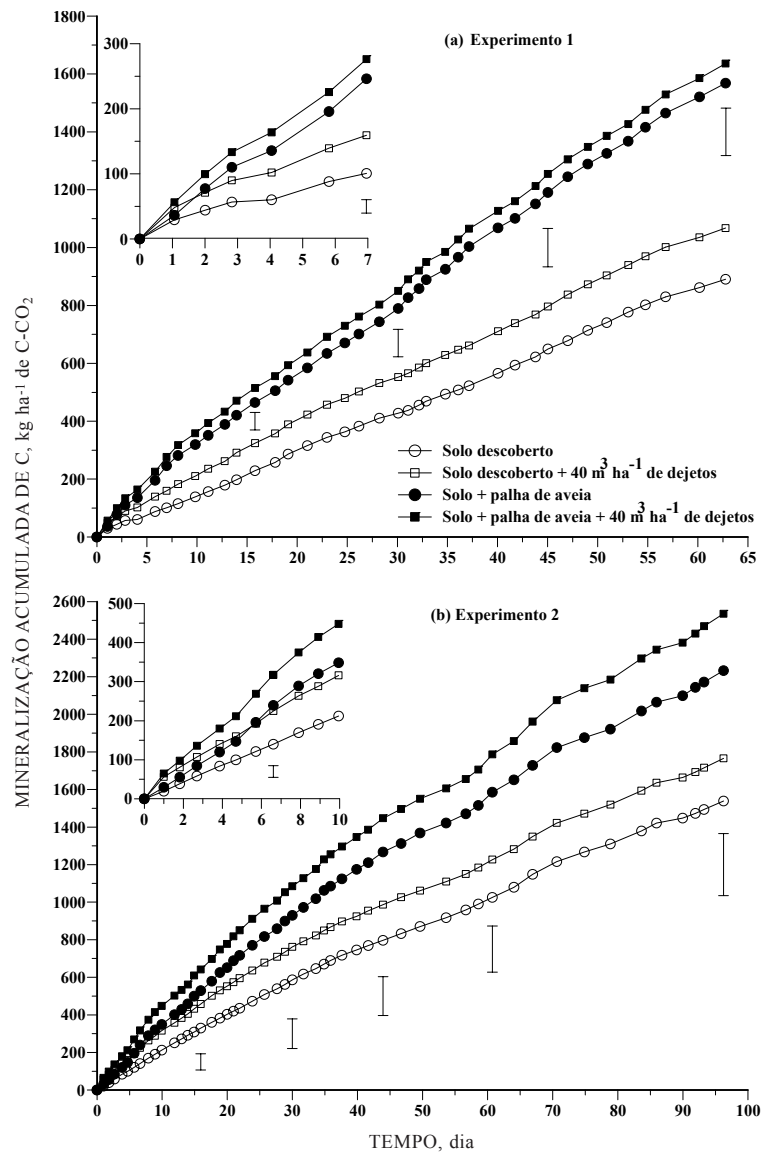 MINERALIZAÇÃO ACUMULADA DE C, kg ha-1 de C-CO2
(a) Experimento 1
1800
1600
1400
1200
1000
800
600
400
200
0
300
200
100
0
0 1 2 3 4 5 6 7
Solo descoberto
Solo descoberto + 40 m3 ha-1 de dejetos
Solo + palha de aveia
Solo + palha de aveia + 40 m3 ha-1 de dejetos
0 5 10 15 20 25 30 35 40 45 50 55 60 65
(b) Experimento 2
2600
2400
2200
2000
1800
1600
1400
1200
1000
800
600
400
200
0
500
400
300
200
100
0
0 2 4 6 8 10
0 10 20 30 40 50 60 70 80 90 100
TEMPO, dia